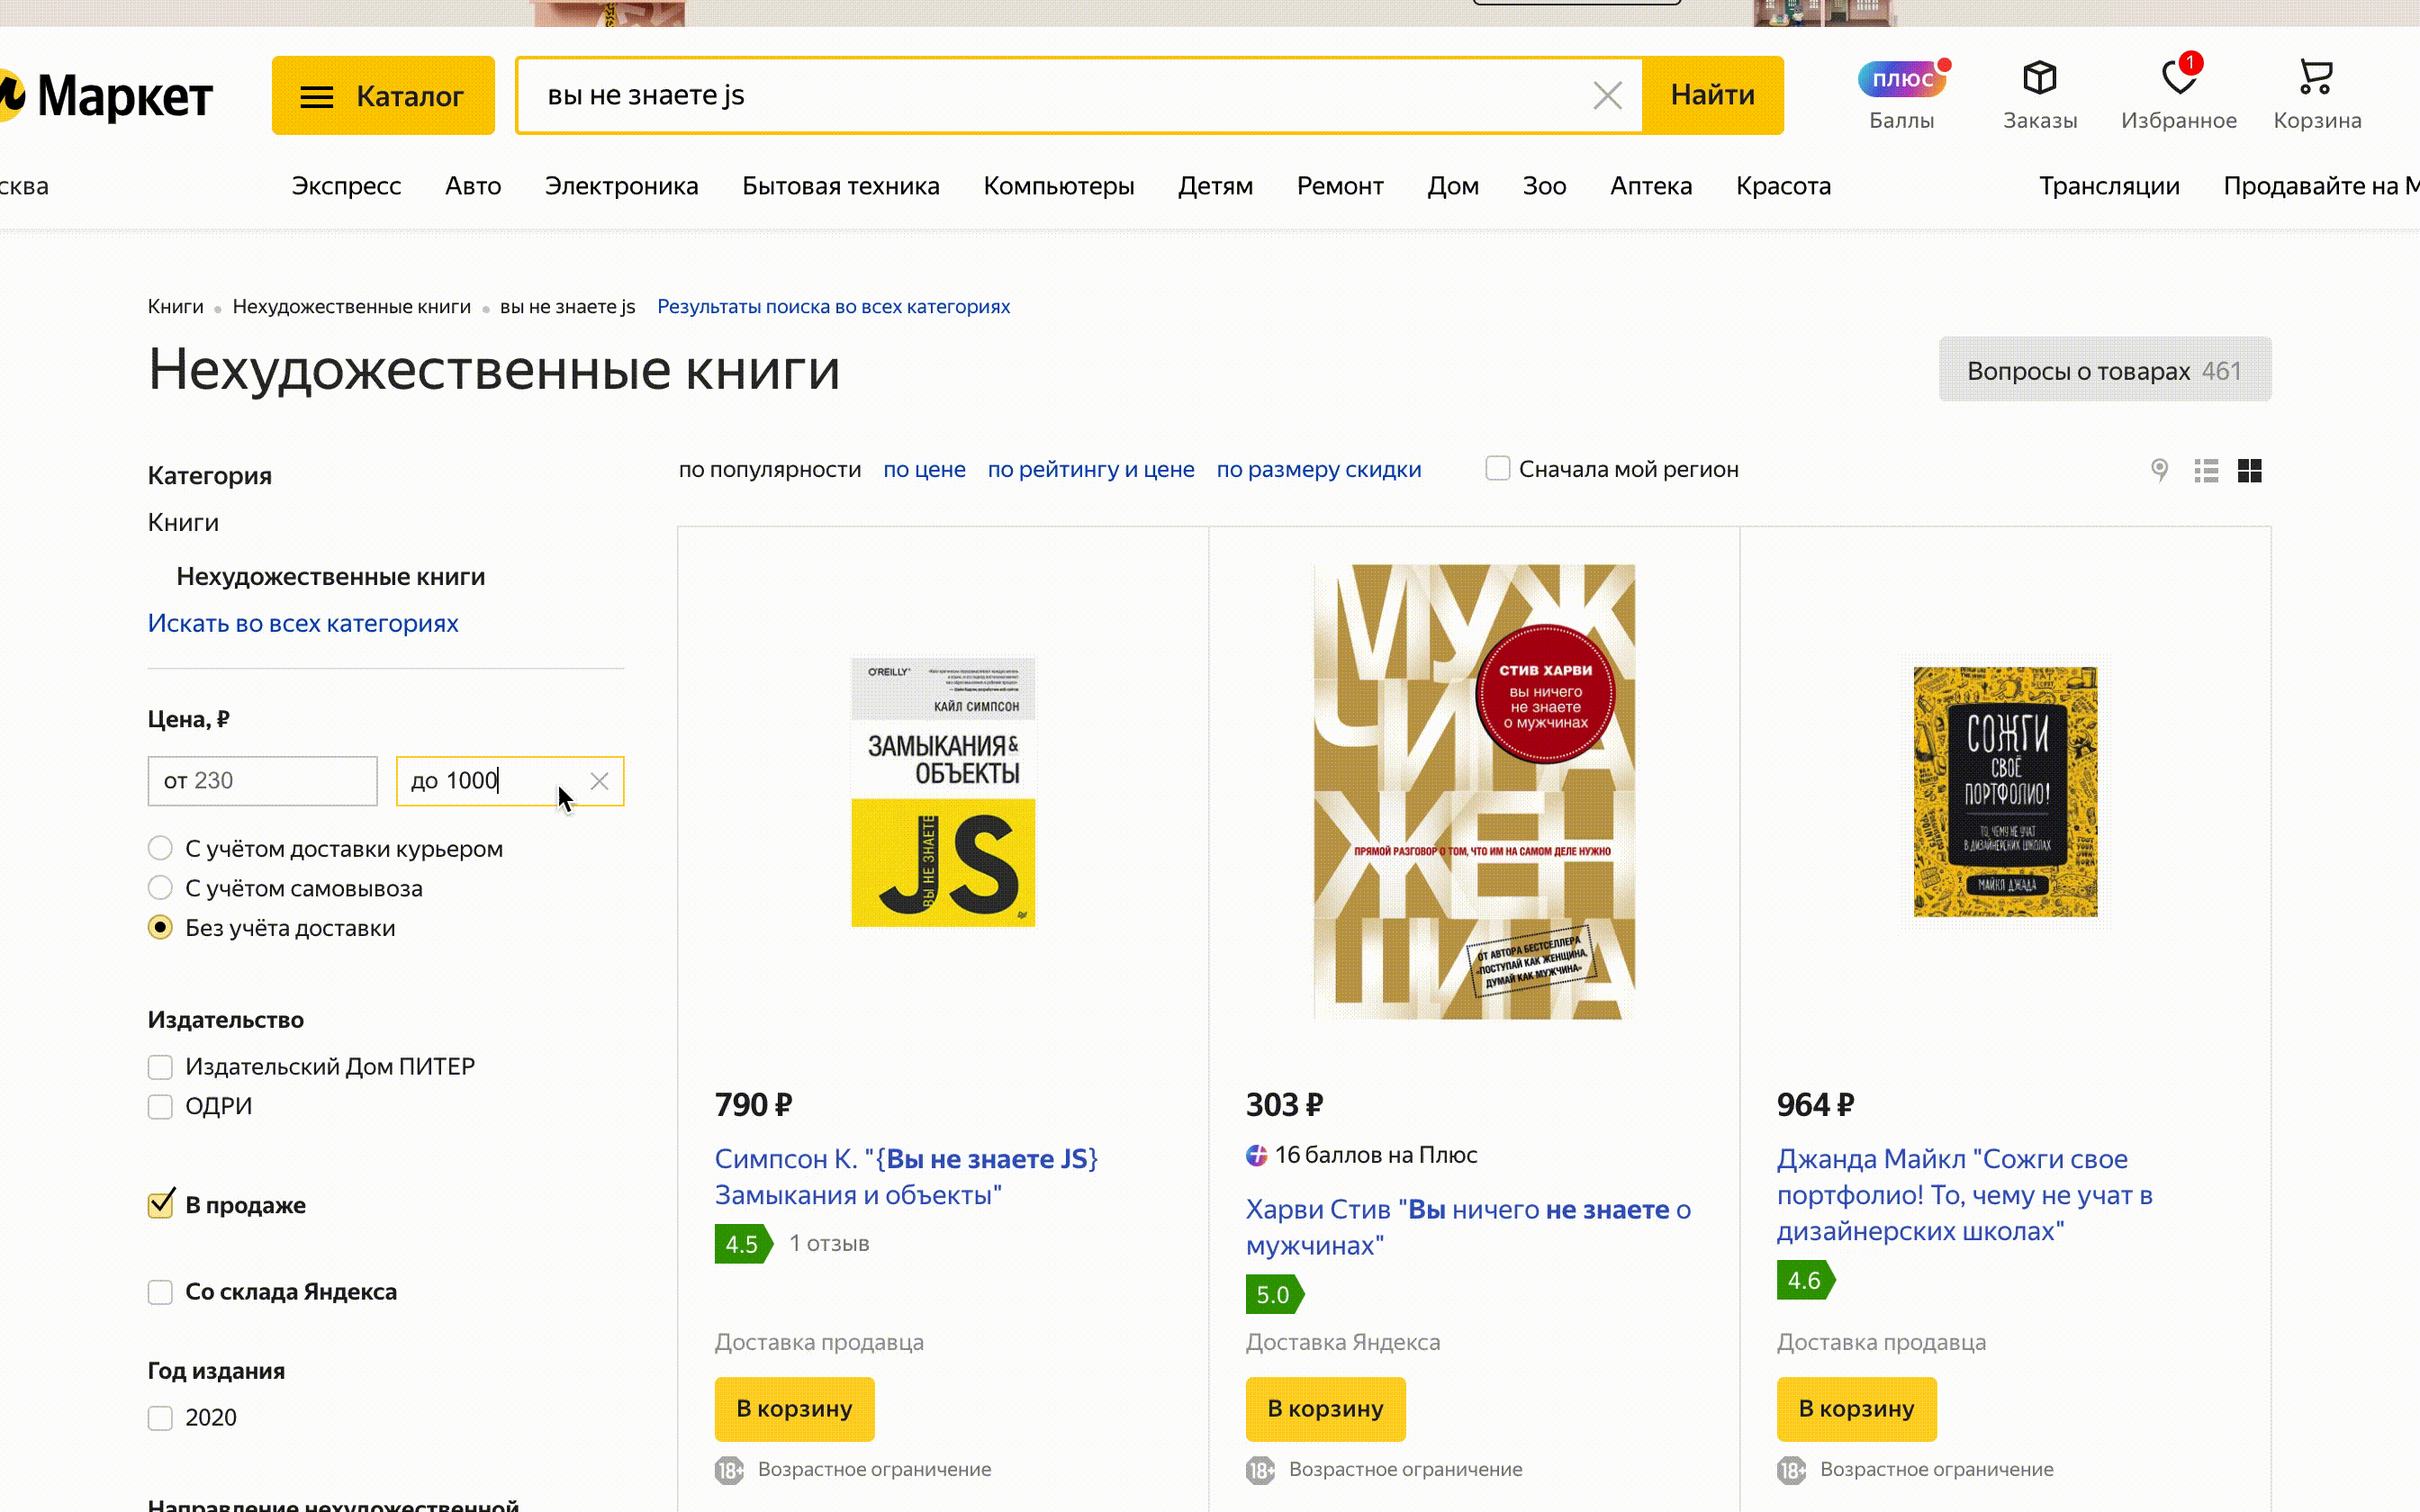 Маркет
Каталог
вы не знаете js
Найти
плюс
Баллы
Заказы
1
Избранное
Корзина
сква
Экспресс Авто Электроника Бытовая техника Компьютеры Детям Ремонт Дом Зоо Аптека Красота Трансляции Продавайте на М
Книги Нехудожественные книги вы не знаете js Результаты поиска во всех категориях
Нехудожественные книги
Вопросы о товарах 461
Категория
Книги
Нехудожественные книги
Искать во всех категориях
Цена, ₽
от 230
до 1000
С учётом доставки курьером
С учётом самовывоза
Без учёта доставки
Издательство
Издательский Дом ПИТЕР
ОДРИ
В продаже
Со склада Яндекса
Год издания
2020
Направление нехудожественной
по популярности по цене по рейтингу и цене по размеру скидки
Сначала мой регион
O'REILLY
КАЙЛ СИМПСОН
ЗАМЫКАНИЯ &
ОБЪЕКТЫ
ВЫ НЕ ЗНАЕТЕ
JS
790 ₽
Симпсон К. "{Вы не знаете JS}
Замыкания и объекты"
4.5 1 отзыв
Доставка продавца
В корзину
18+ Возрастное ограничение
МУЖ
ЧИНА
ЖЕН
ЩИНА
СТИВ ХАРВИ
вы ничего
не знаете
о мужчинах
ПРЯМОЙ РАЗГОВОР О ТОМ, ЧТО ИМ НА САМОМ ДЕЛЕ НУЖНО
ОТ АВТОРА БЕСТСЕЛЛЕРА
«ПОСТУПАЙ КАК ЖЕНЩИНА,
ДУМАЙ КАК МУЖЧИНА»
303 ₽
16 баллов на Плюс
Харви Стив "Вы ничего не знаете о
мужчинах"
5.0
Доставка Яндекса
В корзину
18+ Возрастное ограничение
СОЖГИ
СВОЁ
ПОРТФОЛИО!
ТО, ЧЕМУ НЕ УЧАТ
В ДИЗАЙНЕРСКИХ ШКОЛАХ
МАЙКЛ ДЖАДА
964 ₽
Джанда Майкл "Сожги свое
портфолио! То, чему не учат в
дизайнерских школах"
4.6
Доставка продавца
В корзину
18+ Возрастное ограничение